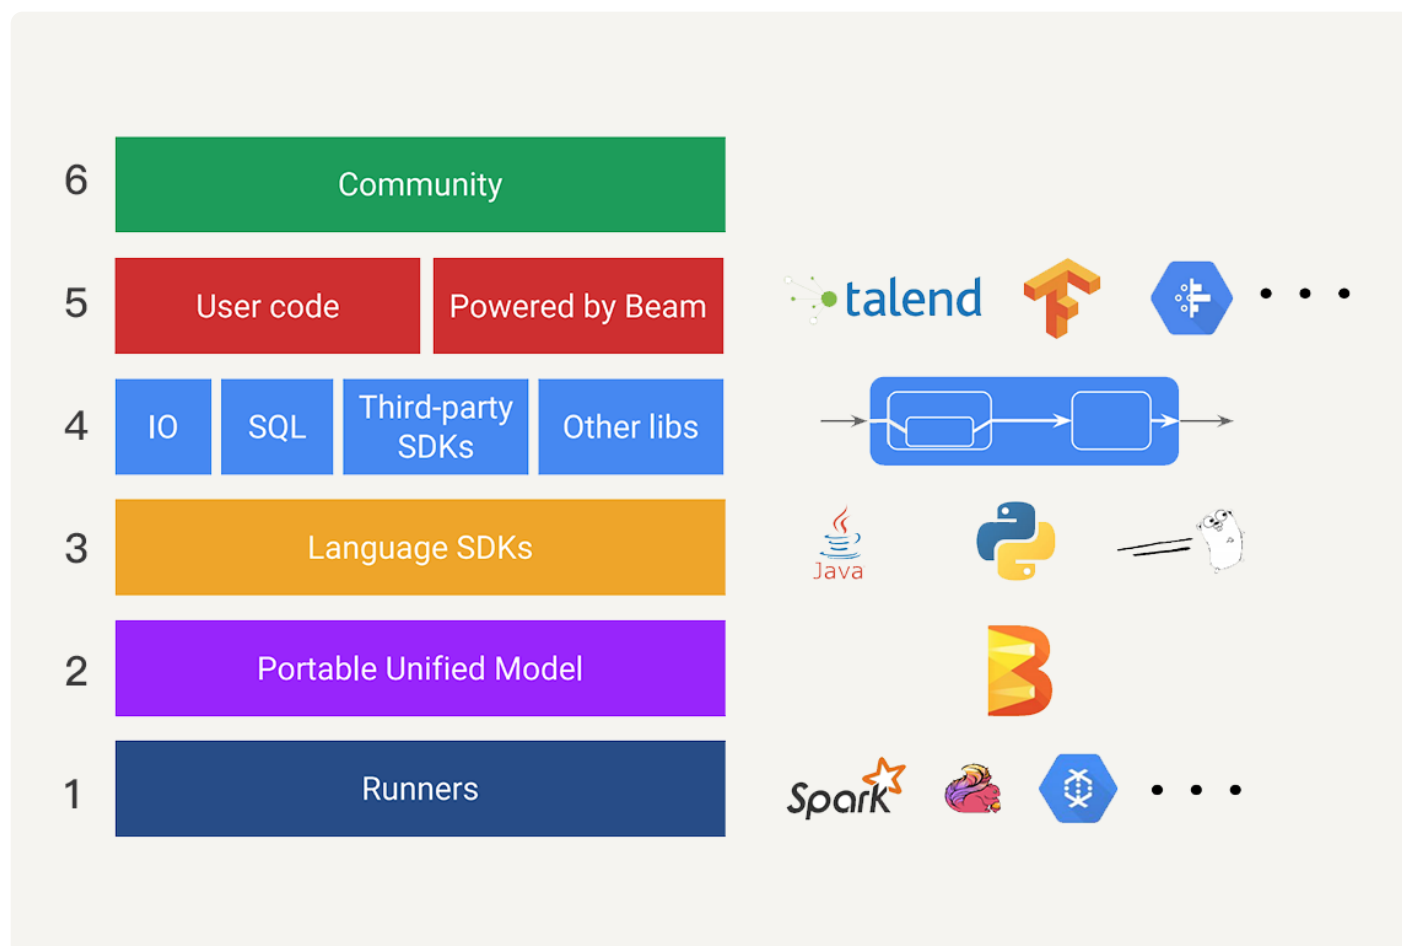 6
Community
5
User code
Powered by Beam
talend
4
IO
SQL
Third-party
SDKs
Other libs
3
Language SDKs
Java
2
Portable Unified Model
1
Runners
Spark